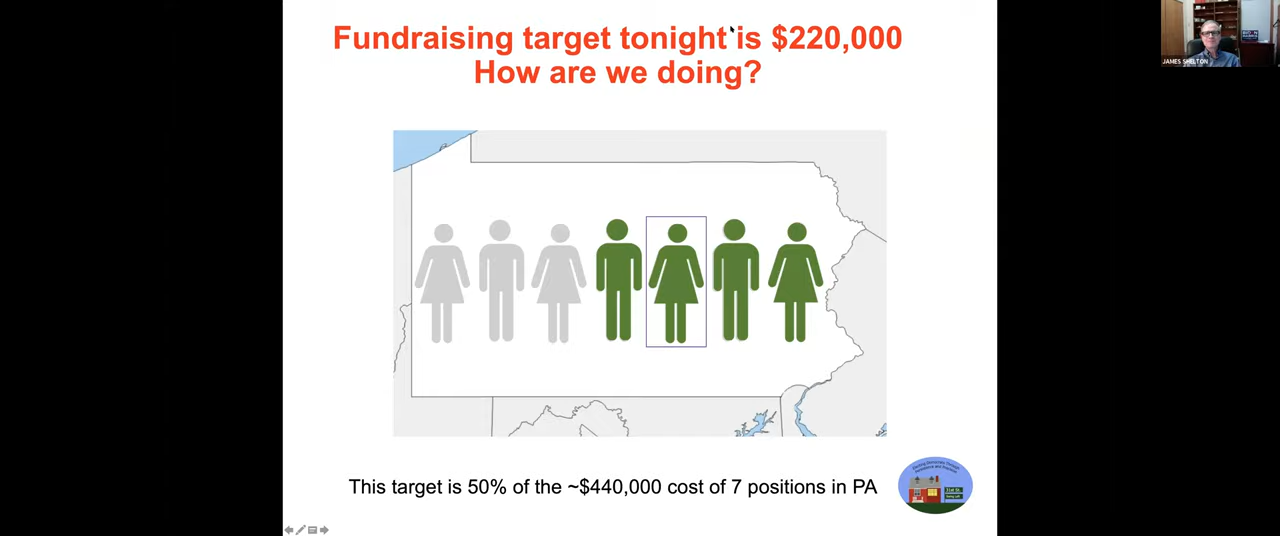 Fundraising target tonight is $220,000
How are we doing?
JAMES SHELTON
This target is 50% of the ~$440,000 cost of 7 positions in PA